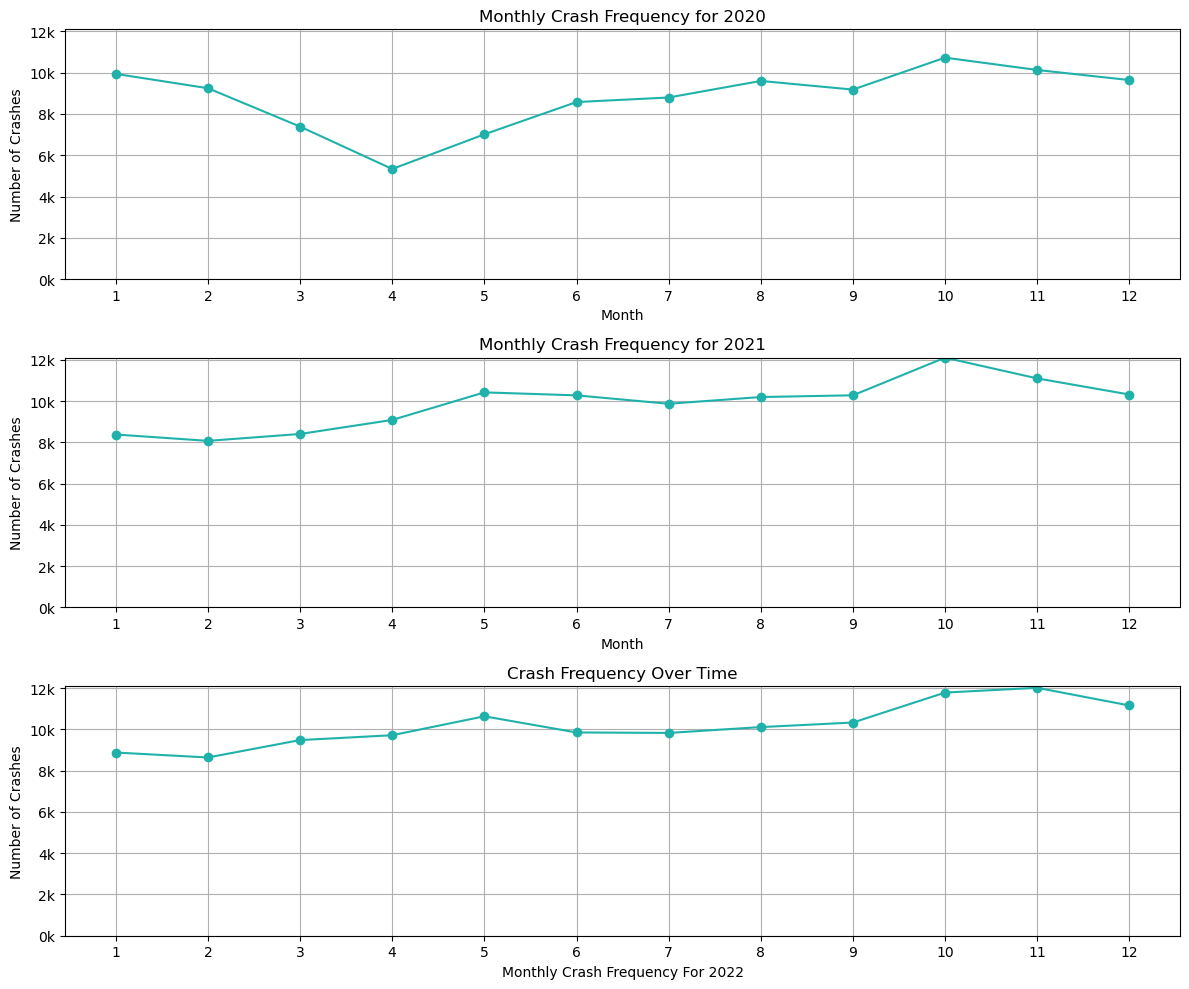 Monthly Crash Frequency for 2020
12k
10k
8k
6k
4k
2k
0k
Number of Crashes
1 2 3 4 5 6 7 8 9 10 11 12
Month
Monthly Crash Frequency for 2021
12k
10k
8k
6k
4k
2k
0k
Number of Crashes
1 2 3 4 5 6 7 8 9 10 11 12
Month
Crash Frequency Over Time
12k
10k
8k
6k
4k
2k
0k
Number of Crashes
1 2 3 4 5 6 7 8 9 10 11 12
Monthly Crash Frequency For 2022